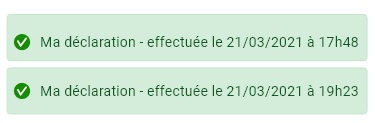 Ma déclaration - effectuée le 21/03/2021 à 17h48
Ma déclaration - effectuée le 21/03/2021 à 19h23